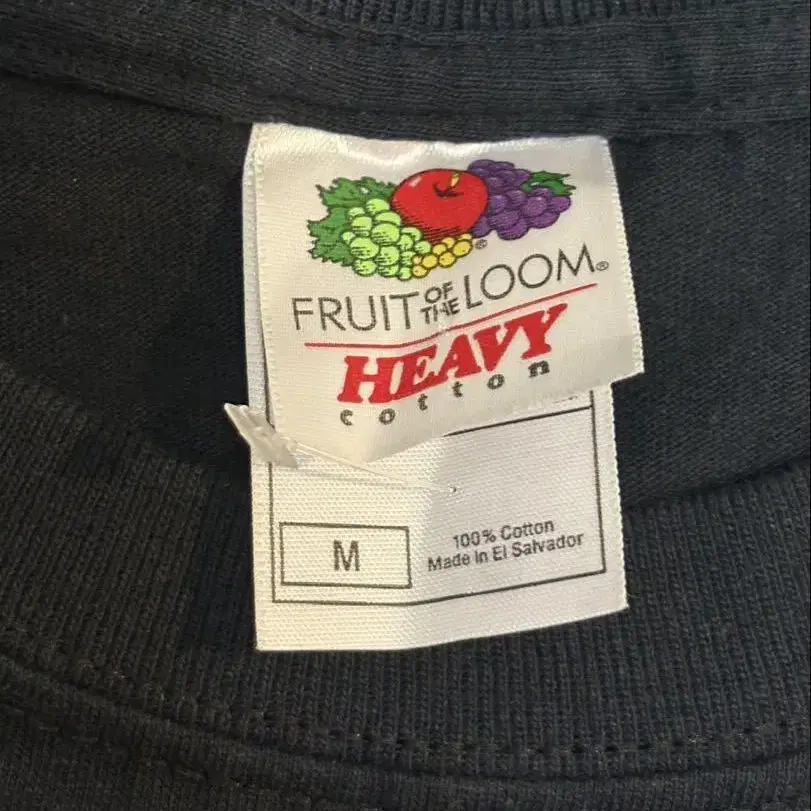 FRUIT OF THE LOOM®
HEAVY
cotton
M
100% Cotton
Made in El Salvador